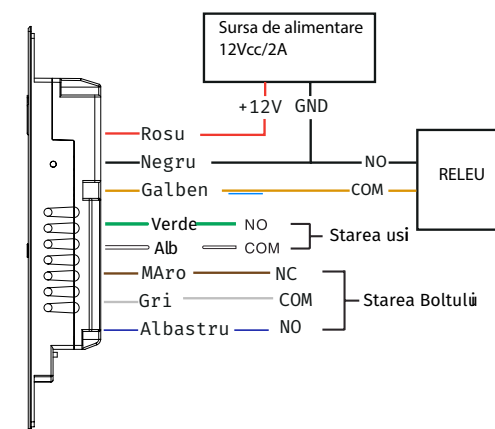 Sursa de alimentare
12Vcc/2A
+12V GND
Rosu
Negru NO
RELEU
Galben COM
Verde NO
Starea usi
Alb COM
MAro NC
Gri COM
Starea Boltului
Albastru NO